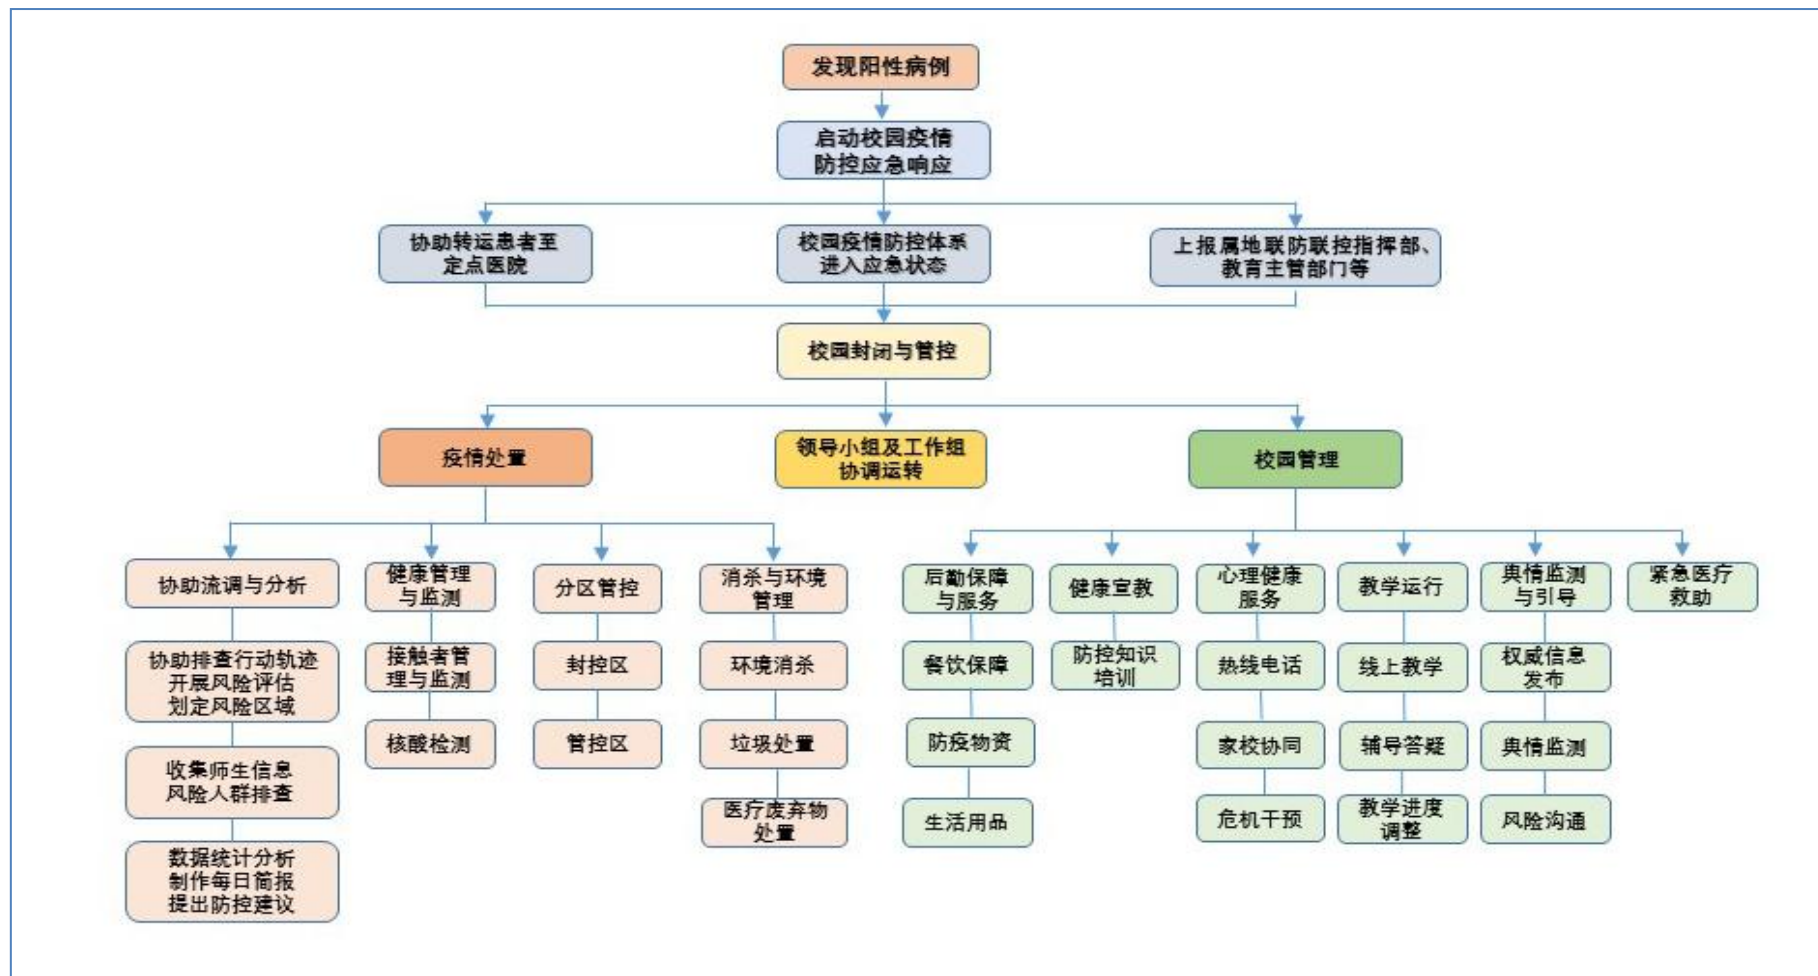 发现阳性病例
启动校园疫情
防控应急响应
协助转运患者至
定点医院
校园疫情防控体系
进入应急状态
上报属地联防联控指挥部、
教育主管部门等
校园封闭与管控
疫情处置
领导小组及工作组
协调运转
校园管理
协助流调与分析
协助排查行动轨迹
开展风险评估
划定风险区域
收集师生信息
风险人群排查
数据统计分析
制作每日简报
提出防控建议
健康管理
与监测
接触者管
理与监测
核酸检测
分区管控
封控区
管控区
消杀与环境
管理
环境消杀
垃圾处置
医疗废弃物
处置
后勤保障
与服务
餐饮保障
防疫物资
生活用品
健康宣教
防控知识
培训
心理健康
服务
热线电话
家校协同
危机干预
教学运行
线上教学
辅导答疑
教学进度
调整
舆情监测
与引导
权威信息
发布
舆情监测
风险沟通
紧急医疗
救助